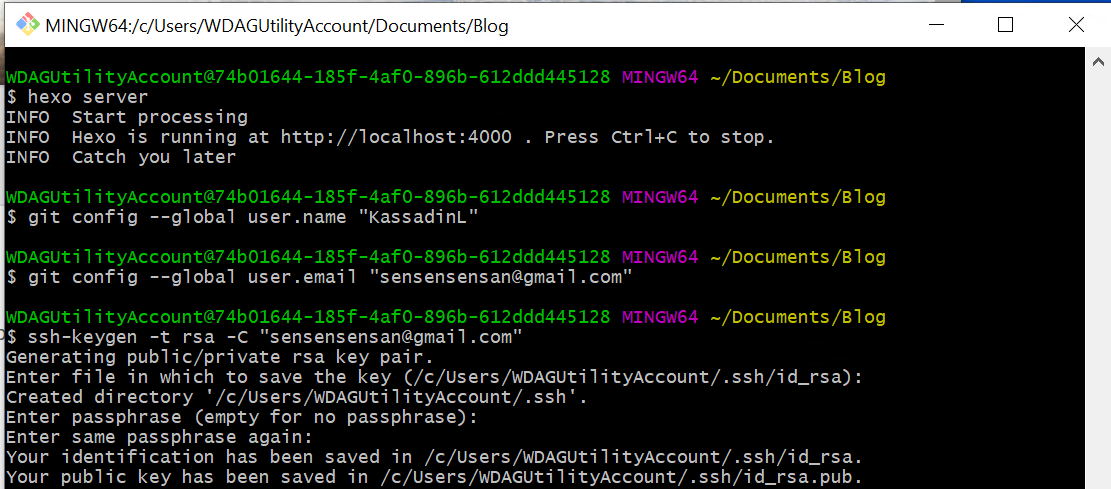 MINGW64:/c/Users/WDAGUtilityAccount/Documents/Blog
WDAGUtilityAccount@74b01644-185f-4af0-896b-612ddd445128 MINGW64 ~/Documents/Blog
$ hexo server
INFO  Start processing
INFO  Hexo is running at http://localhost:4000 . Press Ctrl+C to stop.
INFO  Catch you later
WDAGUtilityAccount@74b01644-185f-4af0-896b-612ddd445128 MINGW64 ~/Documents/Blog
$ git config --global user.name "KassadinL"
WDAGUtilityAccount@74b01644-185f-4af0-896b-612ddd445128 MINGW64 ~/Documents/Blog
$ git config --global user.email "sensensensan@gmail.com"
WDAGUtilityAccount@74b01644-185f-4af0-896b-612ddd445128 MINGW64 ~/Documents/Blog
$ ssh-keygen -t rsa -C "sensensensan@gmail.com"
Generating public/private rsa key pair.
Enter file in which to save the key (/c/Users/WDAGUtilityAccount/.ssh/id_rsa):
Created directory '/c/Users/WDAGUtilityAccount/.ssh'.
Enter passphrase (empty for no passphrase):
Enter same passphrase again:
Your identification has been saved in /c/Users/WDAGUtilityAccount/.ssh/id_rsa.
Your public key has been saved in /c/Users/WDAGUtilityAccount/.ssh/id_rsa.pub.